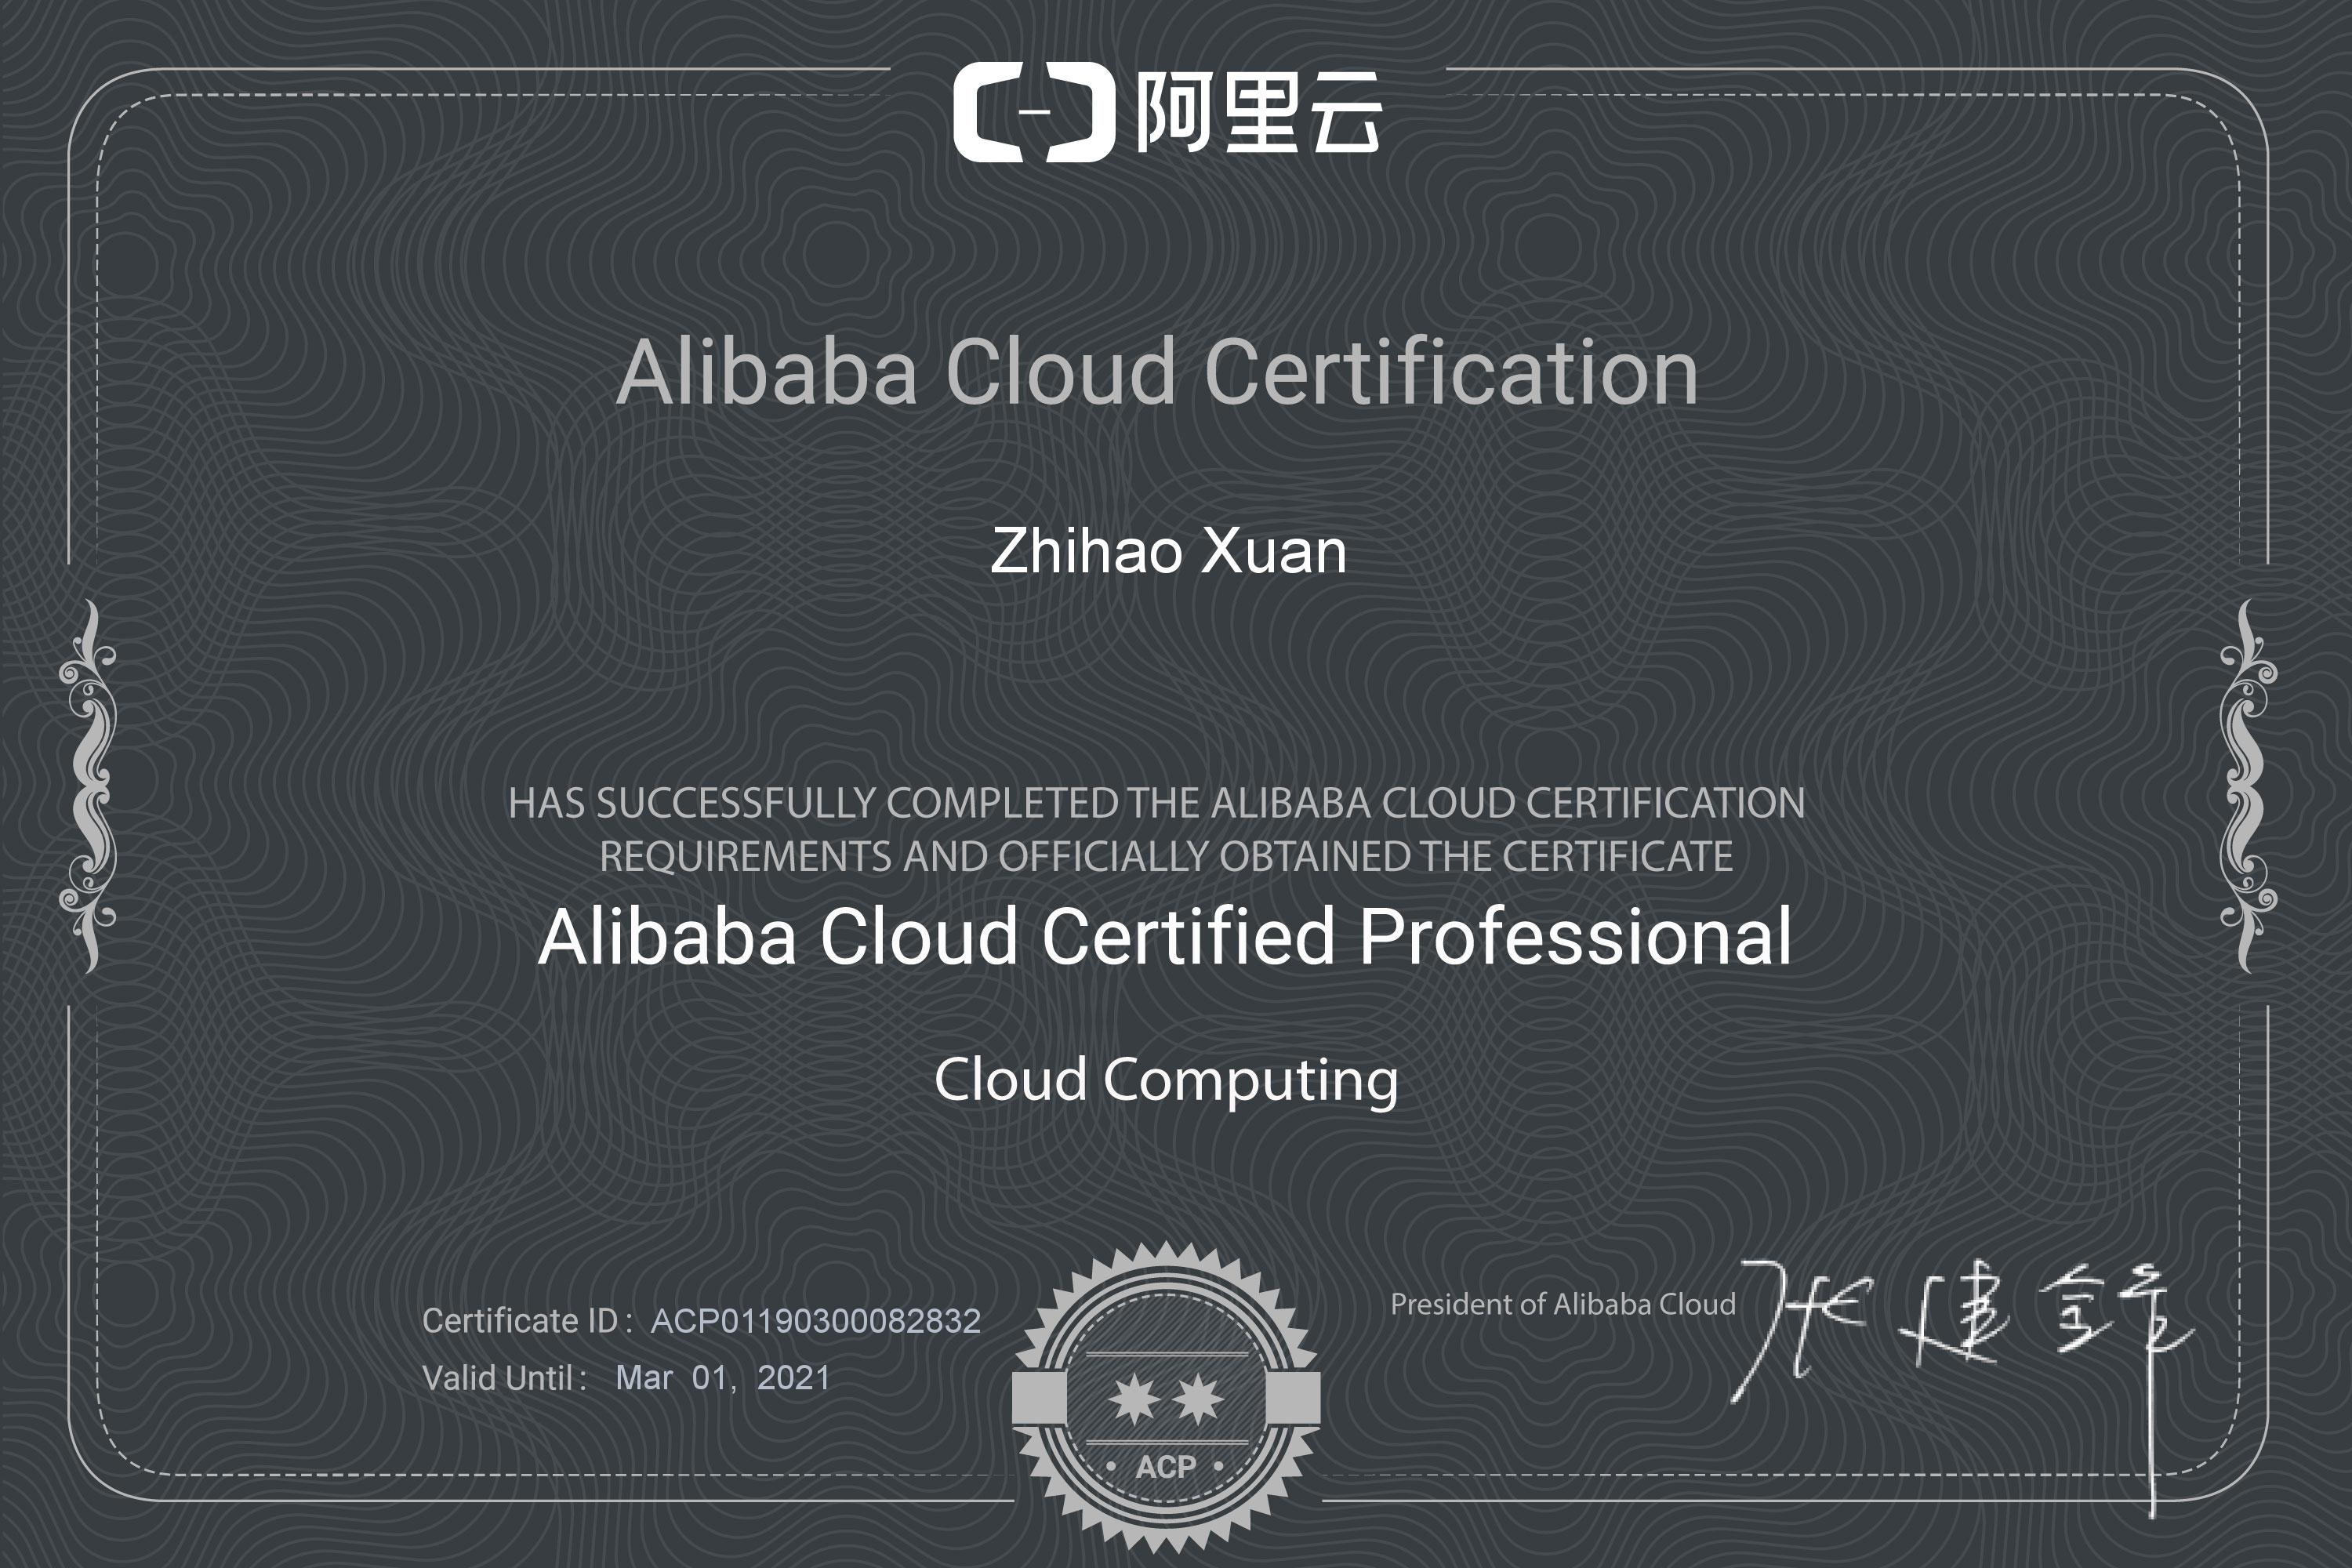 阿里云
Alibaba Cloud Certification
Zhihao Xuan
HAS SUCCESSFULLY COMPLETED THE ALIBABA CLOUD CERTIFICATION
REQUIREMENTS AND OFFICIALLY OBTAINED THE CERTIFICATE
Alibaba Cloud Certified Professional
Cloud Computing
Certificate ID : ACP01190300082832
Valid Until : Mar 01, 2021
President of Alibaba Cloud 张建锋
· ACP ·